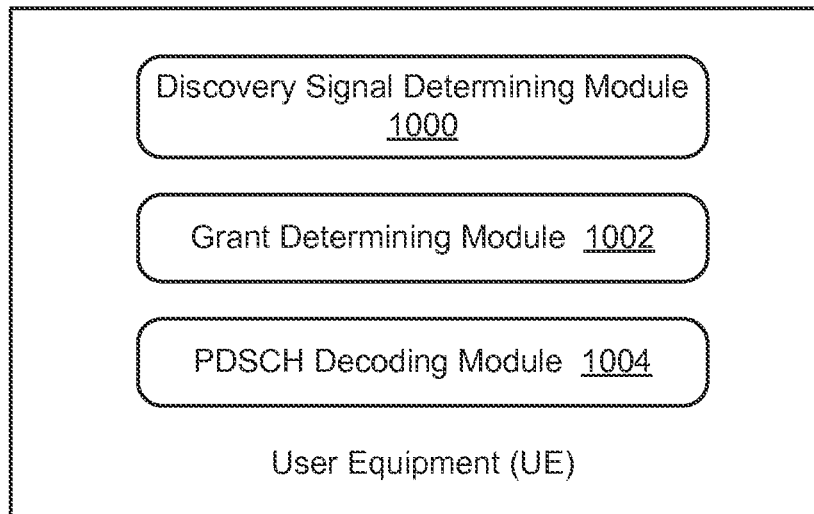 Discovery Signal Determining Module
1000
Grant Determining Module 1002
PDSCH Decoding Module 1004
User Equipment (UE)